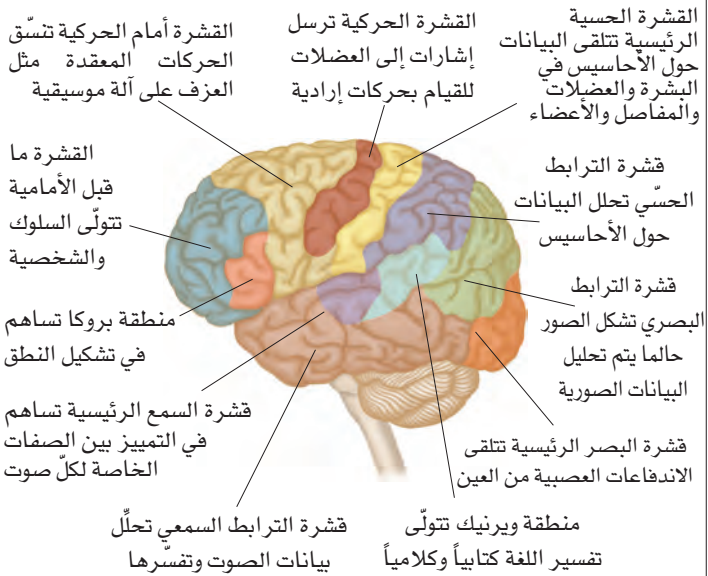 القشرة الحسية
الرئيسية تتلقى البيانات
حول الأحاسيس في
البشرة والعضلات
والمفاصل والأعضاء
القشرة الحركية ترسل
إشارات إلى العضلات
للقيام بحركات إرادية
القشرة أمام الحركية تنسّق
الحركات المعقدة مثل
العزف على آلة موسيقية
قشرة الترابط
الحسّي تحلل البيانات
حول الأحاسيس
القشرة ما
قبل الأمامية
تتولّى السلوك
والشخصية
قشرة الترابط
البصري تشكل الصور
حالما يتم تحليل
البيانات الصورية
منطقة بروكا تساهم
في تشكيل النطق
قشرة السمع الرئيسية تساهم
في التمييز بين الصفات
الخاصة لكلّ صوت
قشرة البصر الرئيسية تتلقى
الاندفاعات العصبية من العين
منطقة ويرنيك تتولّى
تفسير اللغة كتابياً وكلامياً
قشرة الترابط السمعي تحلِّل
بيانات الصوت وتفسّرها